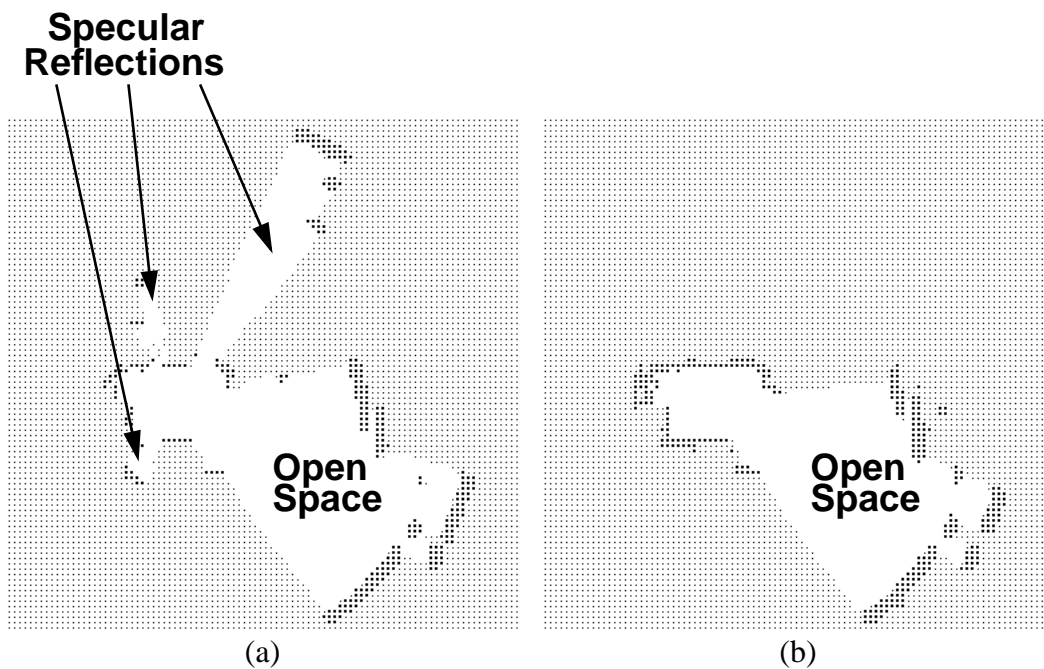 Specular
Reflections
Open
Space
Open
Space
(a)
(b)